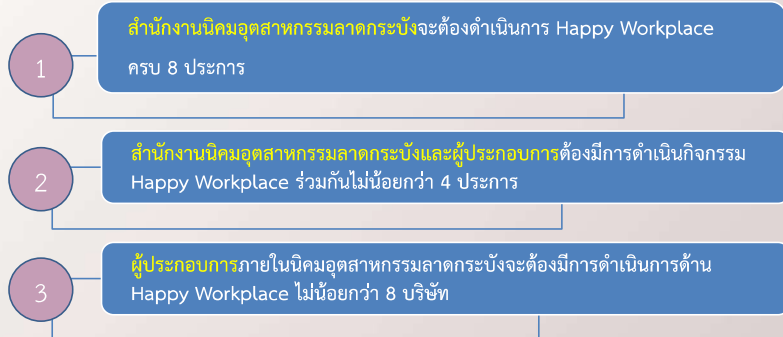 1
สำนักงานนิคมอุตสาหกรรมลาดกระบังจะต้องดำเนินการ Happy Workplace
ครบ 8 ประการ
2
สำนักงานนิคมอุตสาหกรรมลาดกระบังและผู้ประกอบการต้องมีการดำเนินกิจกรรม
Happy Workplace ร่วมกันไม่น้อยกว่า 4 ประการ
3
ผู้ประกอบการภายในนิคมอุตสาหกรรมลาดกระบังจะต้องมีการดำเนินการด้าน
Happy Workplace ไม่น้อยกว่า 8 บริษัท